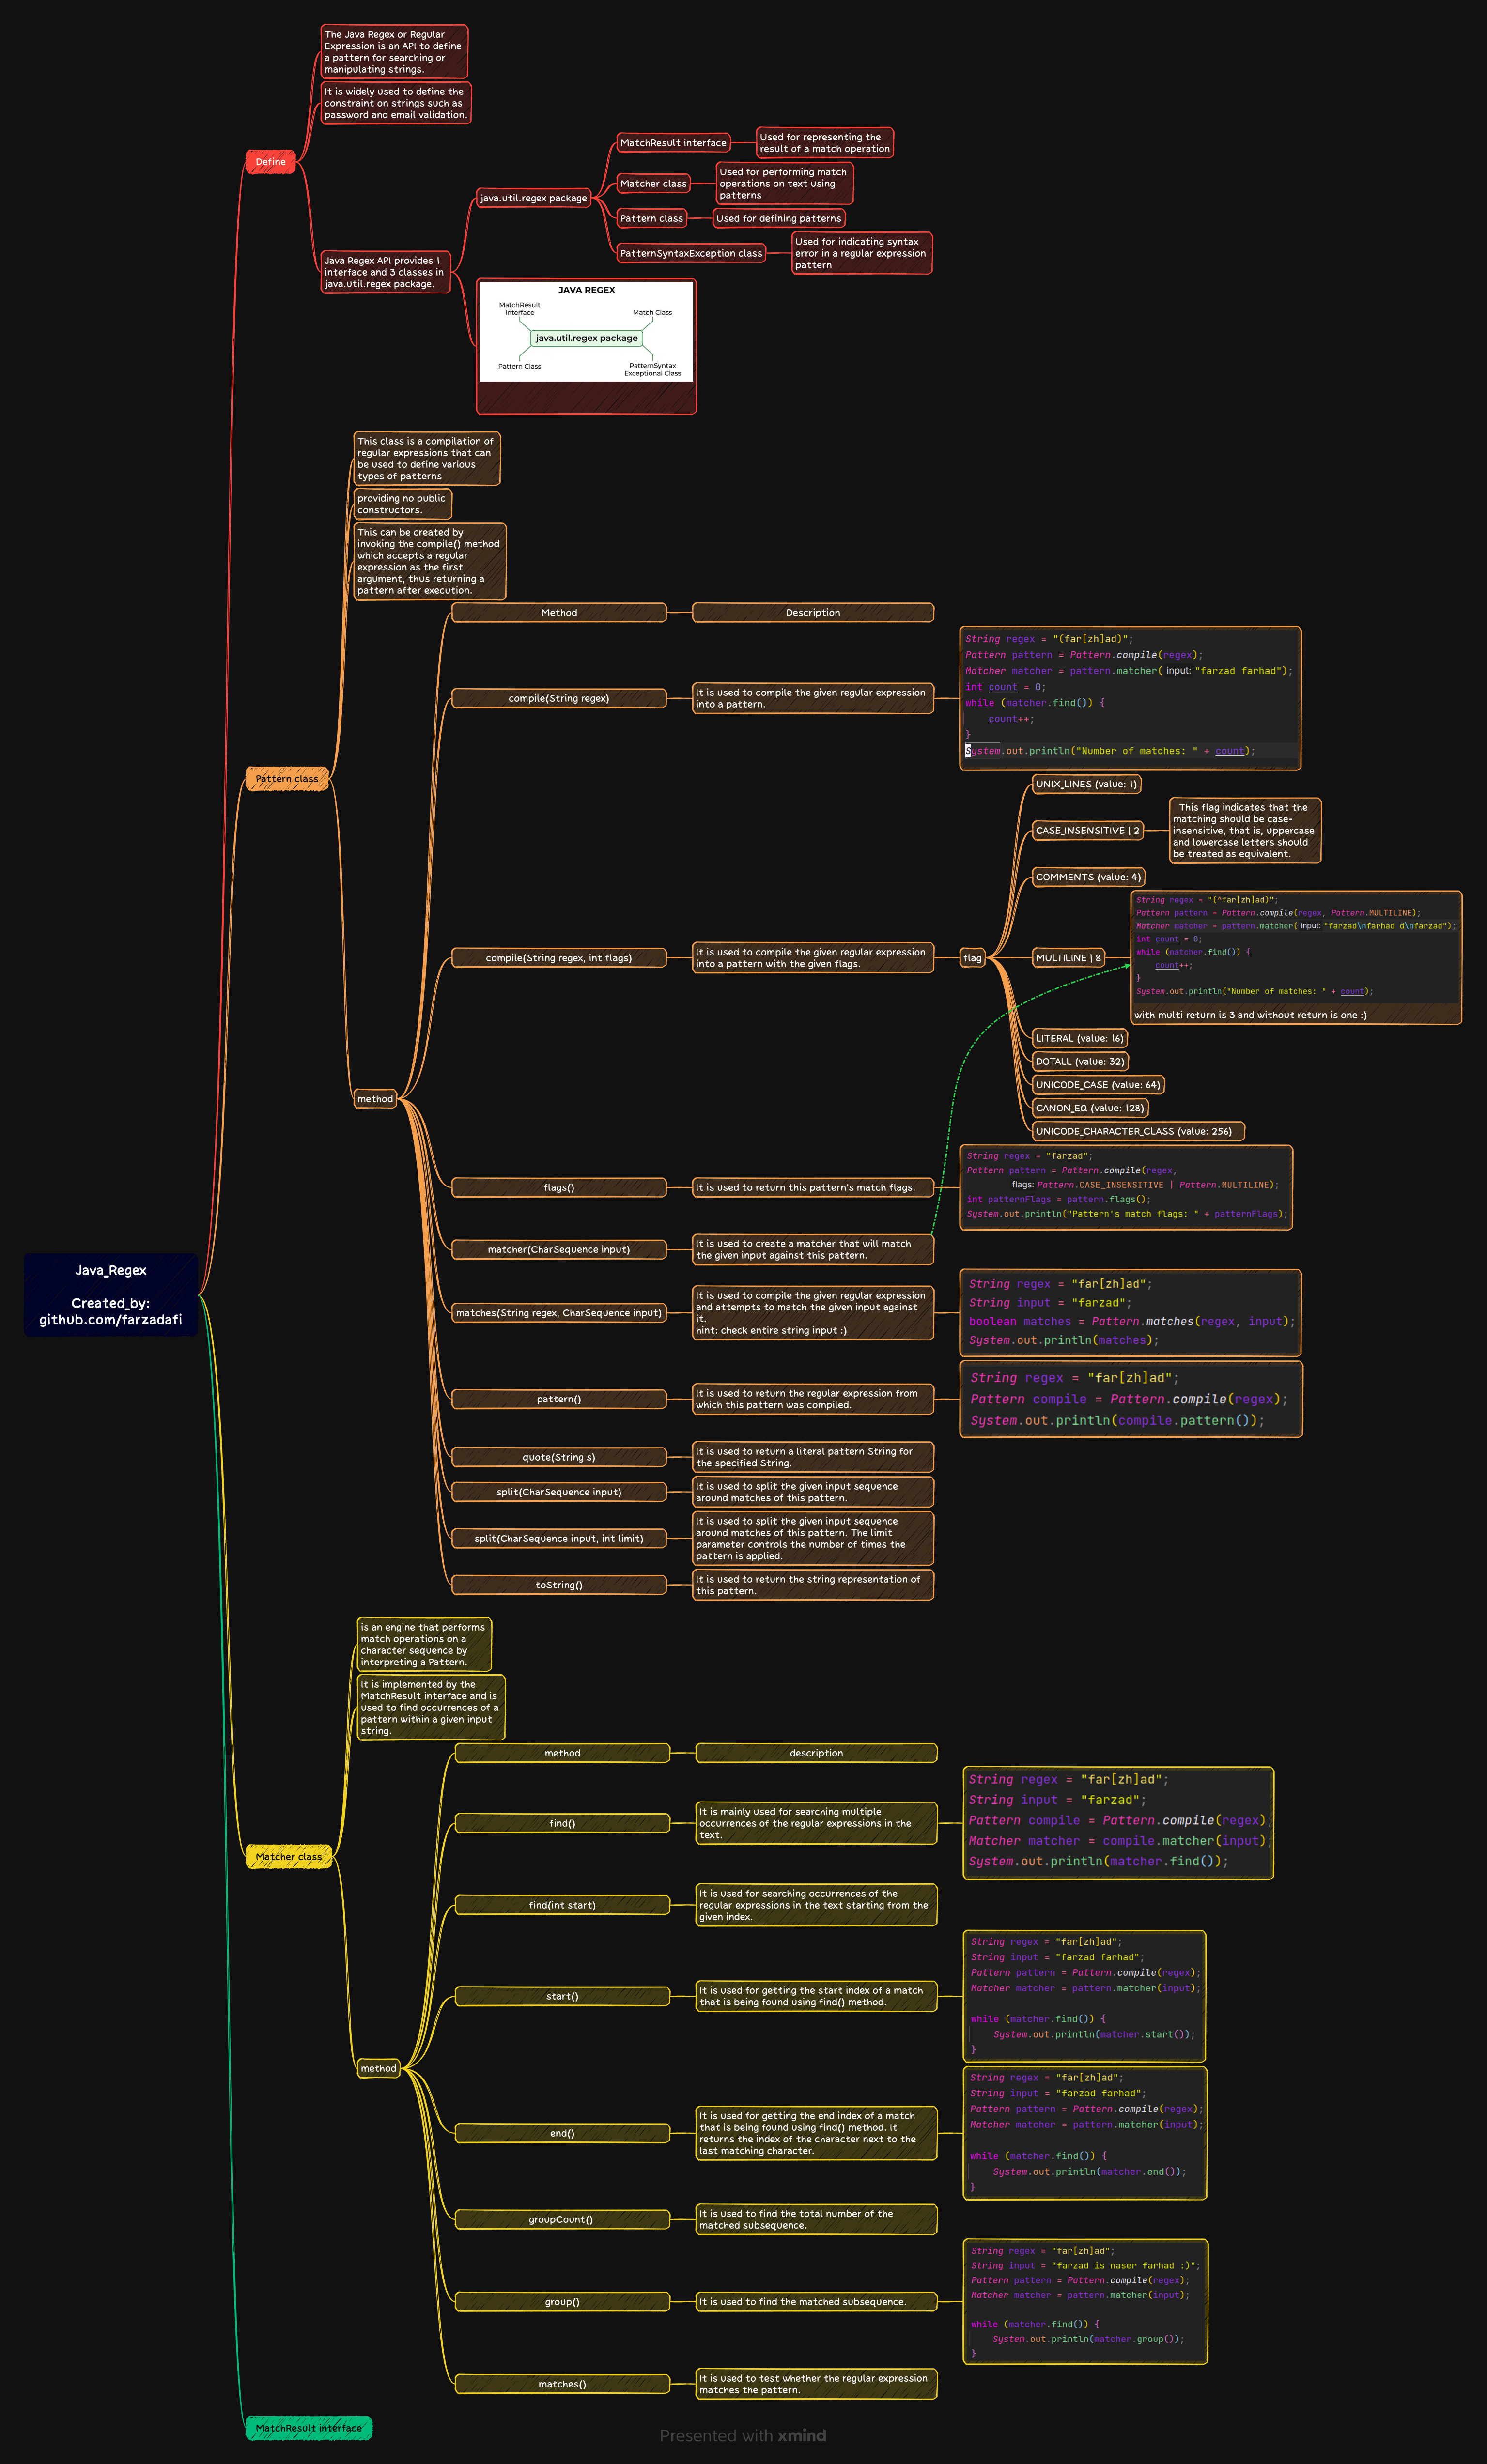 The Java Regex or Regular
Expression is an API to define
a pattern for searching or
manipulating strings.
It is widely used to define the
constraint on strings such as
password and email validation.
Define
Java Regex API provides 1
interface and 3 classes in
java.util.regex package.
java.util.regex package
MatchResult interface
Used for representing the
result of a match operation
Matcher class
Used for performing match
operations on text using
patterns
Pattern class
Used for defining patterns
PatternSyntaxException class
Used for indicating syntax
error in a regular expression
pattern
JAVA REGEX
MatchResult
Interface
Match Class
java.util.regex package
Pattern Class
PatternSyntax
Exceptional Class
Pattern class
This class is a compilation of
regular expressions that can
be used to define various
types of patterns
providing no public
constructors.
This can be created by
invoking the compile() method
which accepts a regular
expression as the first
argument, thus returning a
pattern after execution.
method
Method
Description
compile(String regex)
It is used to compile the given regular expression
into a pattern.
String regex = "(far[zh]ad)";
Pattern pattern = Pattern.compile(regex);
Matcher matcher = pattern.matcher( input: "farzad farhad");
int count = 0;
while (matcher.find()) {
count++;
}
System.out.println("Number of matches: " + count);
compile(String regex, int flags)
It is used to compile the given regular expression
into a pattern with the given flags.
flag
UNIX_LINES (value: 1)
CASE_INSENSITIVE | 2
This flag indicates that the
matching should be case-
insensitive, that is, uppercase
and lowercase letters should
be treated as equivalent.
COMMENTS (value: 4)
MULTILINE | 8
String regex = "(^far[zh]ad)";
Pattern pattern = Pattern.compile(regex, Pattern.MULTILINE);
Matcher matcher = pattern.matcher( input: "farzad\nfarhad d\nfarzad");
int count = 0;
while (matcher.find()) {
count++;
}
System.out.println("Number of matches: " + count);
with multi return is 3 and without return is one :)
LITERAL (value: 16)
DOTALL (value: 32)
UNICODE_CASE (value: 64)
CANON_EQ (value: 128)
UNICODE_CHARACTER_CLASS (value: 256)
flags()
It is used to return this pattern's match flags.
String regex = "farzad";
Pattern pattern = Pattern.compile(regex,
flags: Pattern.CASE_INSENSITIVE | Pattern.MULTILINE);
int patternFlags = pattern.flags();
System.out.println("Pattern's match flags: " + patternFlags);
matcher(CharSequence input)
It is used to create a matcher that will match
the given input against this pattern.
matches(String regex, CharSequence input)
It is used to compile the given regular expression
and attempts to match the given input against
it.
hint: check entire string input :)
String regex = "far[zh]ad";
String input = "farzad";
boolean matches = Pattern.matches(regex, input);
System.out.println(matches);
pattern()
It is used to return the regular expression from
which this pattern was compiled.
String regex = "far[zh]ad";
Pattern compile = Pattern.compile(regex);
System.out.println(compile.pattern());
quote(String s)
It is used to return a literal pattern String for
the specified String.
split(CharSequence input)
It is used to split the given input sequence
around matches of this pattern.
split(CharSequence input, int limit)
It is used to split the given input sequence
around matches of this pattern. The limit
parameter controls the number of times the
pattern is applied.
toString()
It is used to return the string representation of
this pattern.
Java_Regex
Created_by:
github.com/farzadafi
Matcher class
is an engine that performs
match operations on a
character sequence by
interpreting a Pattern.
It is implemented by the
MatchResult interface and is
used to find occurrences of a
pattern within a given input
string.
method
method
description
find()
It is mainly used for searching multiple
occurrences of the regular expressions in the
text.
String regex = "far[zh]ad";
String input = "farzad";
Pattern compile = Pattern.compile(regex);
Matcher matcher = compile.matcher(input);
System.out.println(matcher.find());
find(int start)
It is used for searching occurrences of the
regular expressions in the text starting from the
given index.
start()
It is used for getting the start index of a match
that is being found using find() method.
String regex = "far[zh]ad";
String input = "farzad farhad";
Pattern pattern = Pattern.compile(regex);
Matcher matcher = pattern.matcher(input);
while (matcher.find()) {
System.out.println(matcher.start());
}
end()
It is used for getting the end index of a match
that is being found using find() method. It
returns the index of the character next to the
last matching character.
String regex = "far[zh]ad";
String input = "farzad farhad";
Pattern pattern = Pattern.compile(regex);
Matcher matcher = pattern.matcher(input);
while (matcher.find()) {
System.out.println(matcher.end());
}
groupCount()
It is used to find the total number of the
matched subsequence.
group()
It is used to find the matched subsequence.
String regex = "far[zh]ad";
String input = "farzad is naser farhad :)";
Pattern pattern = Pattern.compile(regex);
Matcher matcher = pattern.matcher(input);
while (matcher.find()) {
System.out.println(matcher.group());
}
matches()
It is used to test whether the regular expression
matches the pattern.
MatchResult interface
Presented with xmind